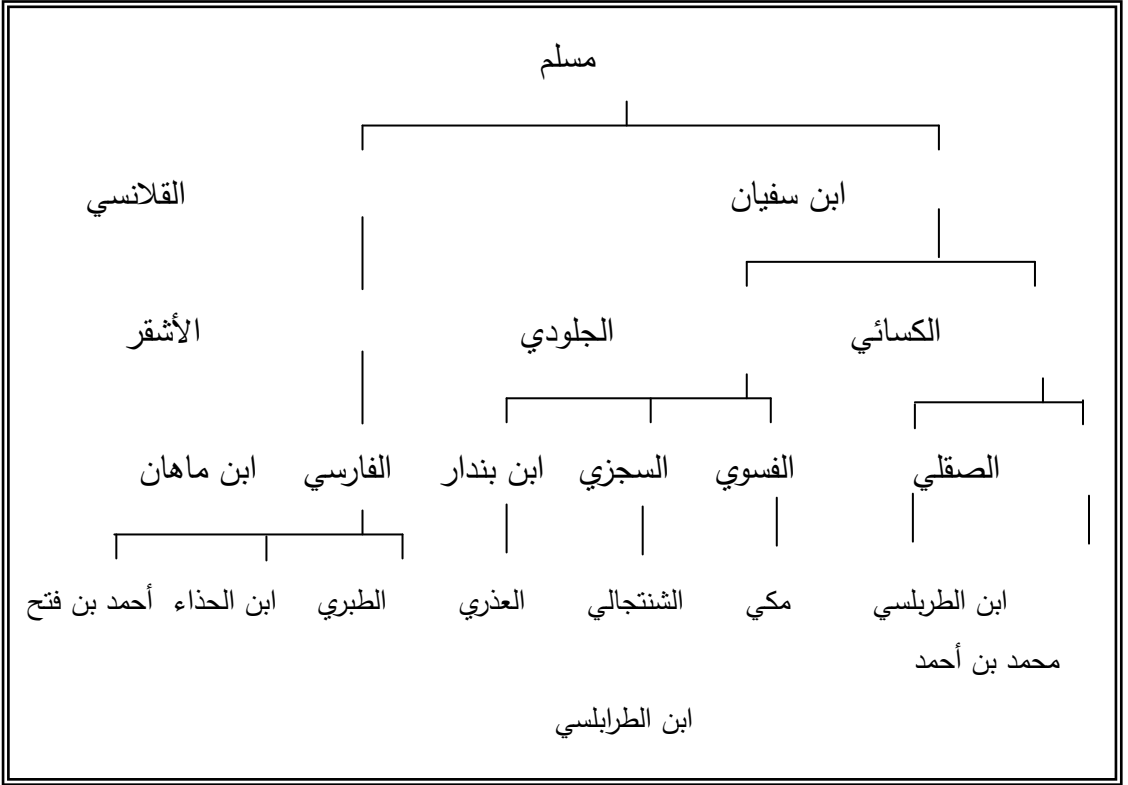 مسلم
ابن سفيان القلانسي
الكسائي الجلودي الأشقر
الصقلي الفسوي السجزي ابن بندار الفارسي ابن ماهان
ابن الطربلسي مكي الشنتجالي العذري الطبري ابن الحذاء أحمد بن فتح
محمد بن أحمد
ابن الطرابلسي